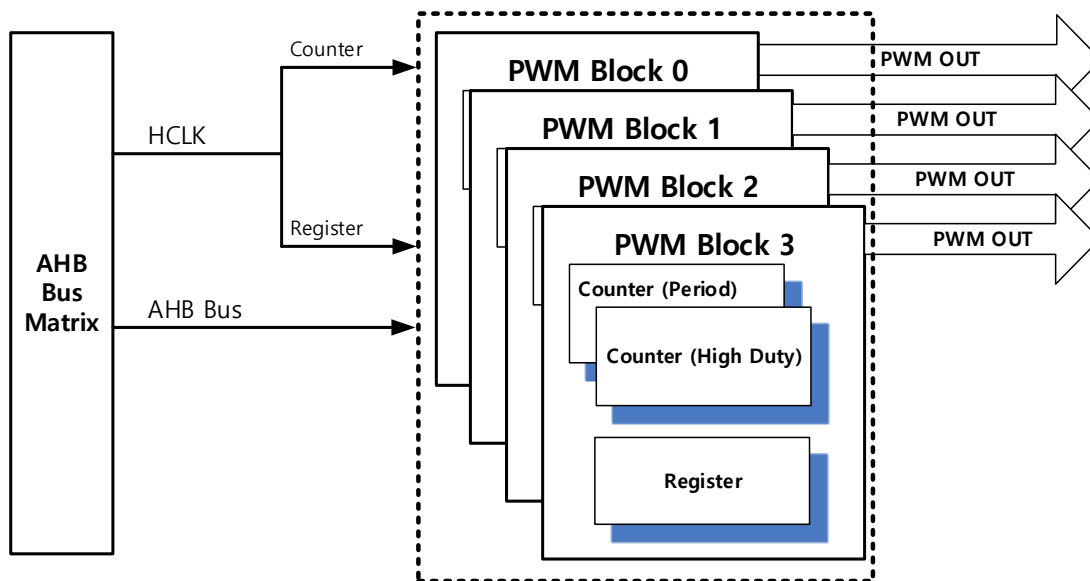 AHB
Bus
Matrix
HCLK
Counter
Register
AHB Bus
PWM Block 0
PWM Block 1
PWM Block 2
PWM Block 3
Counter (Period)
Counter (High Duty)
Register
PWM OUT
PWM OUT
PWM OUT
PWM OUT